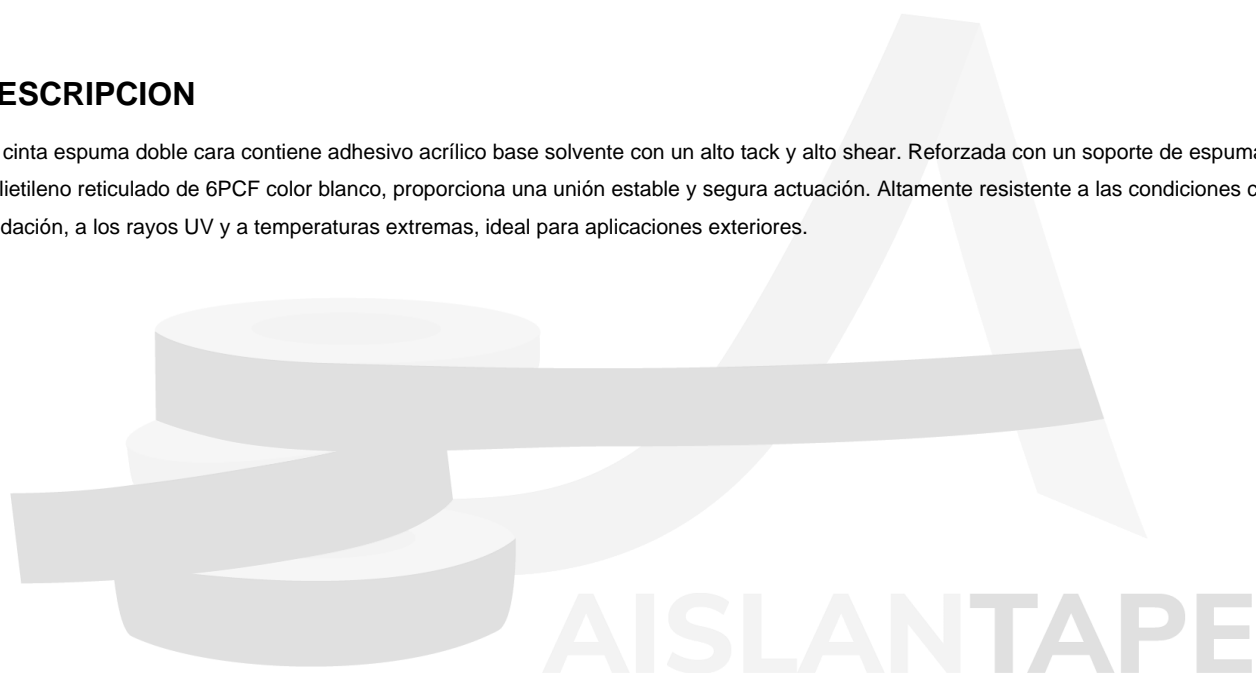 ESCRIPCION
cinta espuma doble cara contiene adhesivo acrílico base solvente con un alto tack y alto shear. Reforzada con un soporte de espuma
lietileno reticulado de 6PCF color blanco, proporciona una unión estable y segura actuación. Altamente resistente a las condiciones
dación, a los rayos UV y a temperaturas extremas, ideal para aplicaciones exteriores.
AISLANTAPE